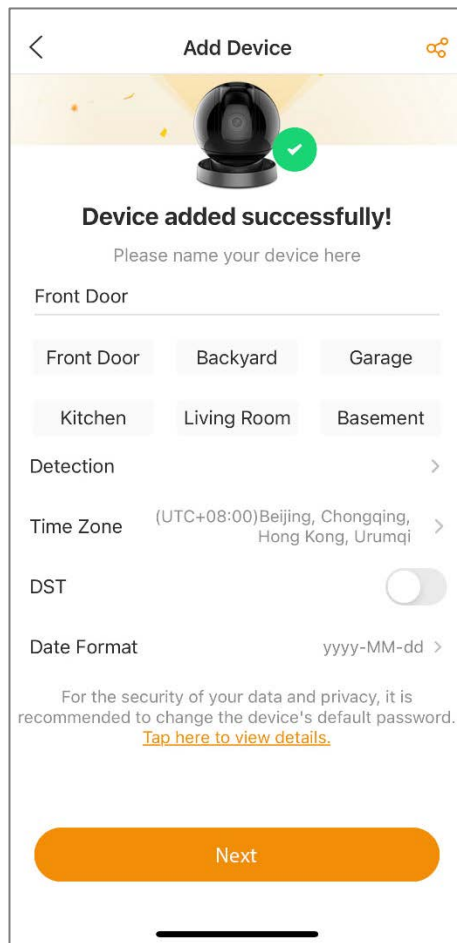 Add Device
Device added successfully!
Please name your device here
Front Door
Front Door Backyard Garage
Kitchen Living Room Basement
Detection
Time Zone (UTC+08:00)Beijing, Chongqing,
Hong Kong, Urumqi
DST
Date Format yyyy-MM-dd
For the security of your data and privacy, it is
recommended to change the device's default password.
Tap here to view details.
Next